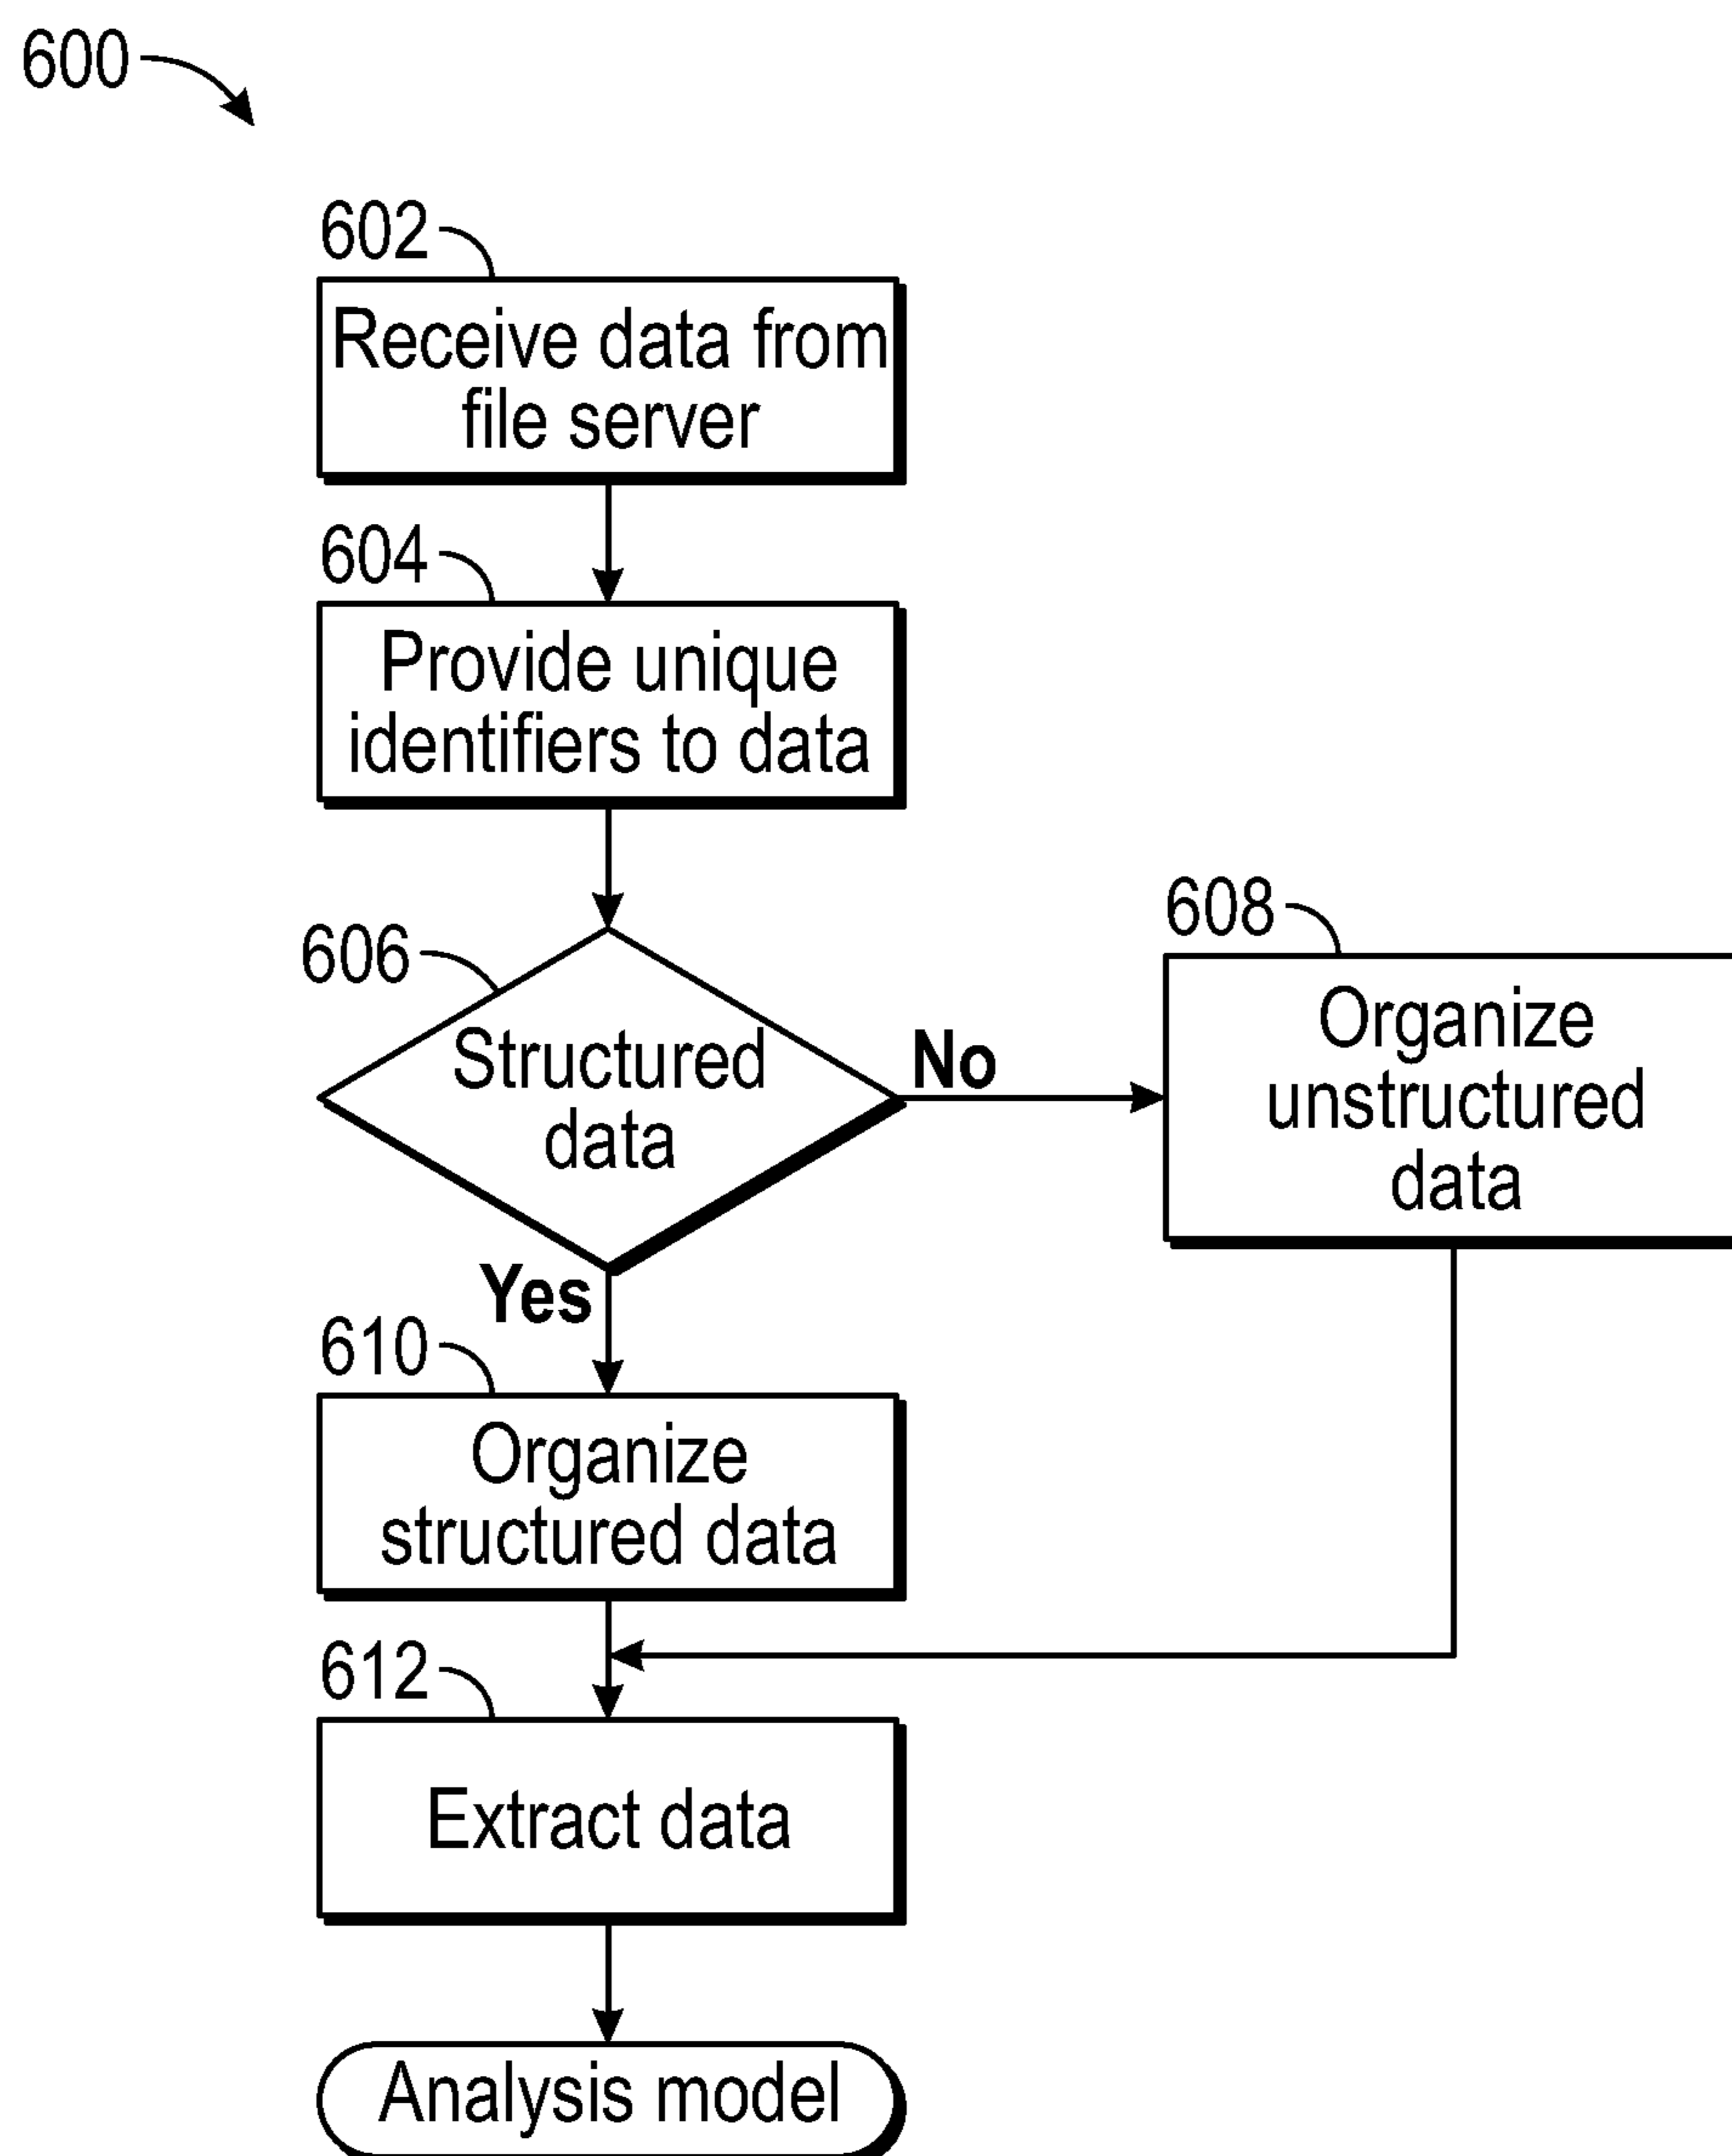 600
602
Receive data from
file server
604
Provide unique
identifiers to data
606
Structured
data
No
608
Organize
unstructured
data
Yes
610
Organize
structured data
612
Extract data
Analysis model